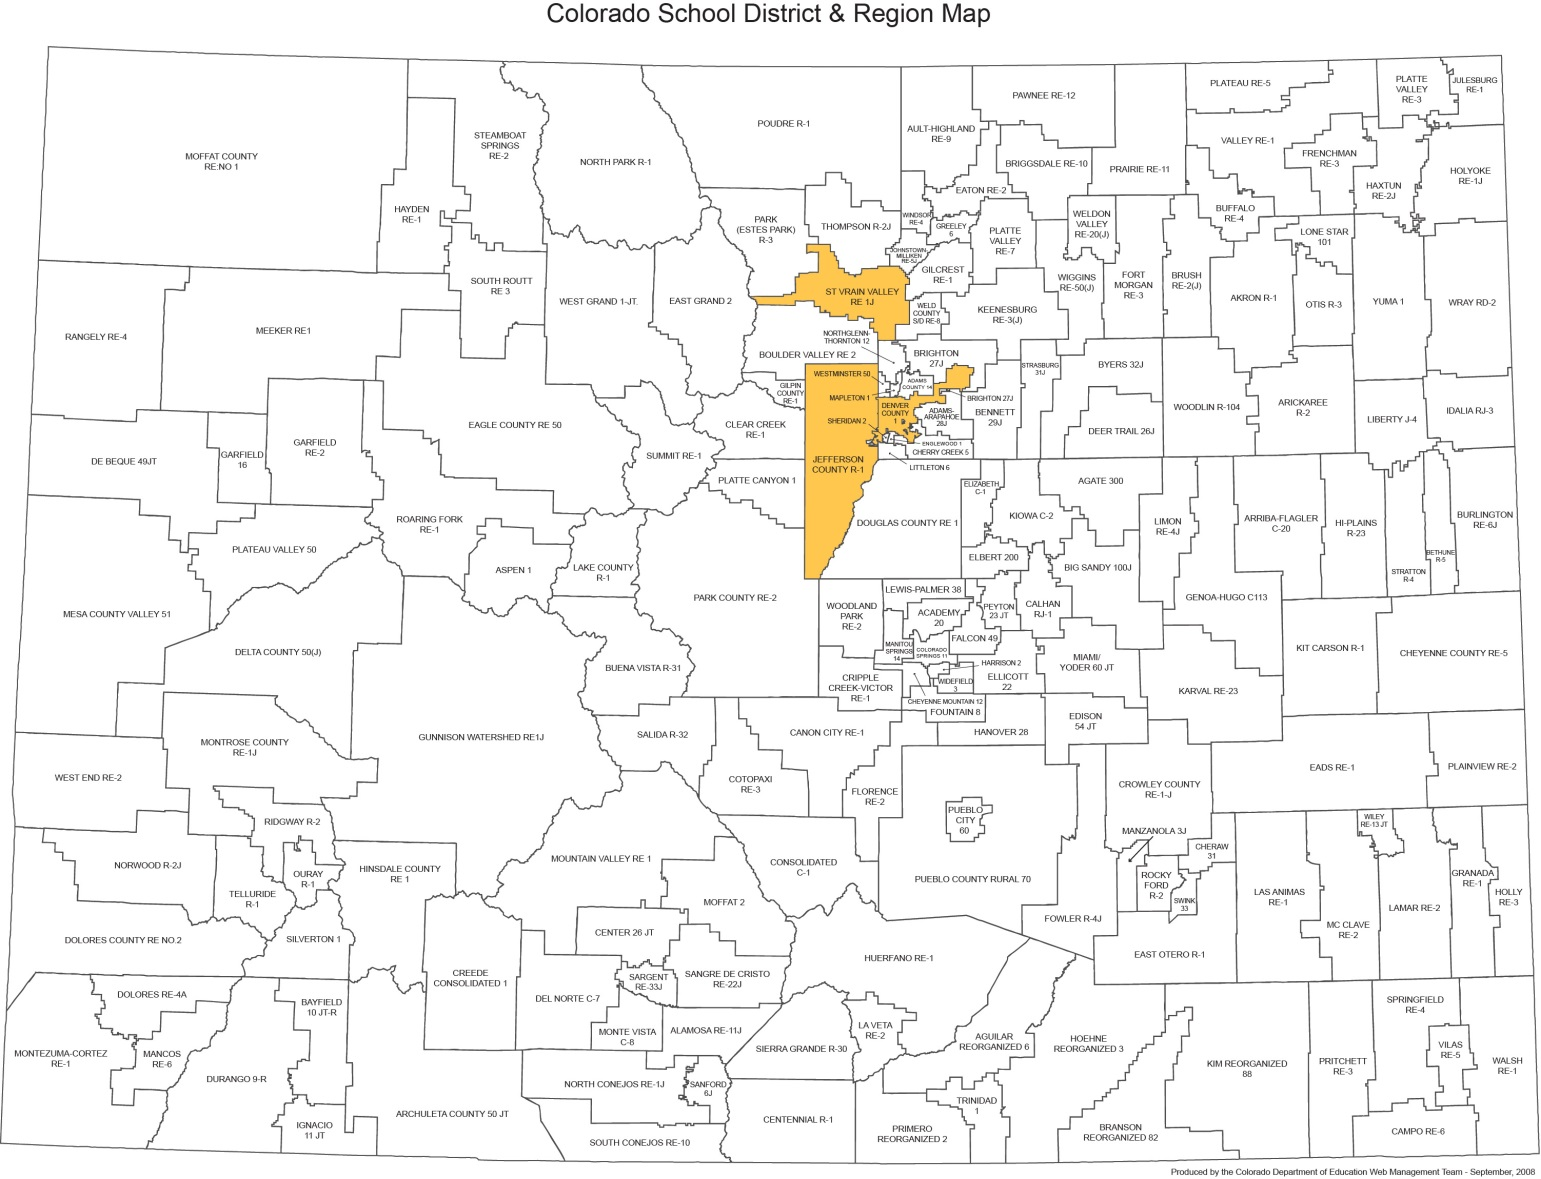 Colorado School District & Region Map
MOFFAT COUNTY
RE:NO 1
HAYDEN
RE-1
STEAMBOAT
SPRINGS
RE-2
NORTH PARK R-1
POUDRE R-1
AULT-HIGHLAND
RE-9
PAWNEE RE-12
BRIGGSDALE RE-10
PRAIRIE RE-11
PLATEAU RE-5
VALLEY RE-1
FRENCHMAN
RE-3
PLATTE
VALLEY
RE-3
JULESBURG
RE-1
HAXTUN
RE-2J
HOLYOKE
RE-1J
BUFFALO
RE-4
LONE STAR
101
EATON RE-2
WINDSOR
RE-4
GREELEY
6
PLATTE
VALLEY
RE-7
WELDON
VALLEY
RE-20(J)
PARK
(ESTES PARK)
R-3
THOMPSON R-2J
JOHNSTOWN-
MILLIKEN
RE-5J
GILCREST
RE-1
ST VRAIN VALLEY
RE 1J
WELD
COUNTY
S/D RE-8
KEENESBURG
RE-3(J)
WIGGINS
RE-50(J)
FORT
MORGAN
RE-3
BRUSH
RE-2(J)
AKRON R-1
OTIS R-3
YUMA 1
WRAY RD-2
SOUTH ROUTT
RE 3
WEST GRAND 1-JT.
EAST GRAND 2
RANGELY RE-4
MEEKER RE1
NORTHGLENN-
THORNTON 12
BOULDER VALLEY RE 2
BRIGHTON
27J
WESTMINSTER 50
ADAMS
COUNTY 14
MAPLETON 1
BRIGHTON 27J
GILPIN
COUNTY
RE-1
DENVER
COUNTY
1
ADAMS-
ARAPAHOE
28J
BENNETT
29J
STRASBURG
31J
BYERS 32J
DEER TRAIL 26J
WOODLIN R-104
ARICKAREE
R-2
LIBERTY J-4
IDALIA RJ-3
SHERIDAN 2
ENGLEWOOD 1
CHERRY CREEK 5
LITTLETON 6
JEFFERSON
COUNTY R-1
CLEAR CREEK
RE-1
EAGLE COUNTY RE 50
SUMMIT RE-1
PLATTE CANYON 1
DE BEQUE 49JT
GARFIELD
16
GARFIELD
RE-2
ROARING FORK
RE-1
ASPEN 1
LAKE COUNTY
R-1
PLATEAU VALLEY 50
MESA COUNTY VALLEY 51
DELTA COUNTY 50(J)
DOUGLAS COUNTY RE 1
ELIZABETH
C-1
KIOWA C-2
AGATE 300
ELBERT 200
BIG SANDY 100J
LIMON
RE-4J
ARRIBA-FLAGLER
C-20
HI-PLAINS
R-23
STRATTON
R-4
BETHUNE
R-5
BURLINGTON
RE-6J
GENOA-HUGO C113
PARK COUNTY RE-2
WOODLAND
PARK
RE-2
LEWIS-PALMER 38
ACADEMY
20
PEYTON
23 JT
CALHAN
RJ-1
FALCON 49
MANITOU
SPRINGS
14
COLORADO
SPRINGS 11
HARRISON 2
WIDEFIELD
3
ELLICOTT
22
MIAMI/
YODER 60 JT
CHEYENNE MOUNTAIN 12
FOUNTAIN 8
CRIPPLE
CREEK-VICTOR
RE-1
HANOVER 28
EDISON
54 JT
KARVAL RE-23
KIT CARSON R-1
CHEYENNE COUNTY RE-5
BUENA VISTA R-31
GUNNISON WATERSHED RE1J
SALIDA R-32
CANON CITY RE-1
COTOPAXI
RE-3
FLORENCE
RE-2
MONTROSE COUNTY
RE-1J
WEST END RE-2
RIDGWAY R-2
NORWOOD R-2J
OURAY
R-1
TELLURIDE
R-1
HINSDALE COUNTY
RE 1
SILVERTON 1
DOLORES COUNTY RE NO.2
PUEBLO
CITY
60
PUEBLO COUNTY RURAL 70
CROWLEY COUNTY
RE-1-J
EADS RE-1
PLAINVIEW RE-2
MANZANOLA 3J
CHERAW
31
ROCKY
FORD
R-2
SWINK
33
FOWLER R-4J
EAST OTERO R-1
LAS ANIMAS
RE-1
MC CLAVE
RE-2
WILEY
RE-13 JT
LAMAR RE-2
GRANADA
RE-1
HOLLY
RE-3
MOUNTAIN VALLEY RE 1
MOFFAT 2
CONSOLIDATED
C-1
CENTER 26 JT
CREEDE
CONSOLIDATED 1
DEL NORTE C-7
SARGENT
RE-33J
SANGRE DE CRISTO
RE-22J
MONTE VISTA
C-8
ALAMOSA RE-11J
HUERFANO RE-1
LA VETA
RE-2
SIERRA GRANDE R-30
AGUILAR
REORGANIZED 6
HOEHNE
REORGANIZED 3
KIM REORGANIZED
88
PRITCHETT
RE-3
SPRINGFIELD
RE-4
VILAS
RE-5
WALSH
RE-1
CAMPO RE-6
DOLORES RE-4A
MONTEZUMA-CORTEZ
RE-1
MANCOS
RE-6
DURANGO 9-R
BAYFIELD
10 JT-R
IGNACIO
11 JT
ARCHULETA COUNTY 50 JT
NORTH CONEJOS RE-1J
SANFORD
6J
SOUTH CONEJOS RE-10
CENTENNIAL R-1
PRIMERO
REORGANIZED 2
TRINIDAD
1
BRANSON
REORGANIZED 82
Produced by the Colorado Department of Education Web Management Team - September, 2008